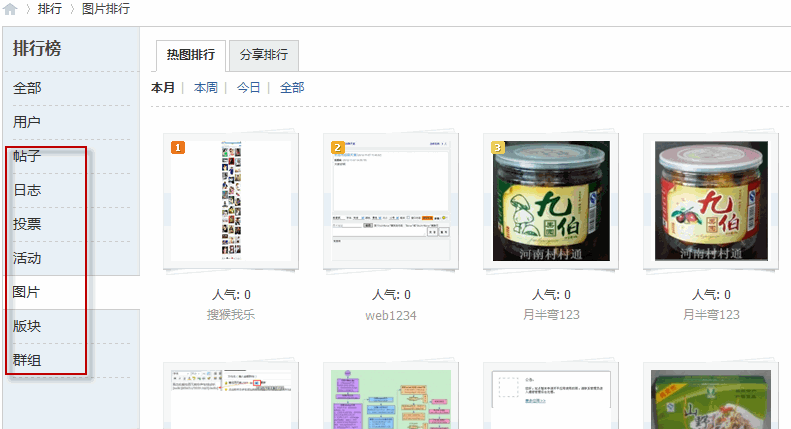 排行 图片排行
排行榜
全部
用户
帖子
日志
投票
活动
图片
版块
群组
热图排行 分享排行
本月 | 本周 | 今日 | 全部
1 2 3
九伯
河南村村通
九伯
河南村村通
人气: 0 人气: 0 人气: 0 人气: 0
搜猴我乐 web1234 月半弯123 月半弯123